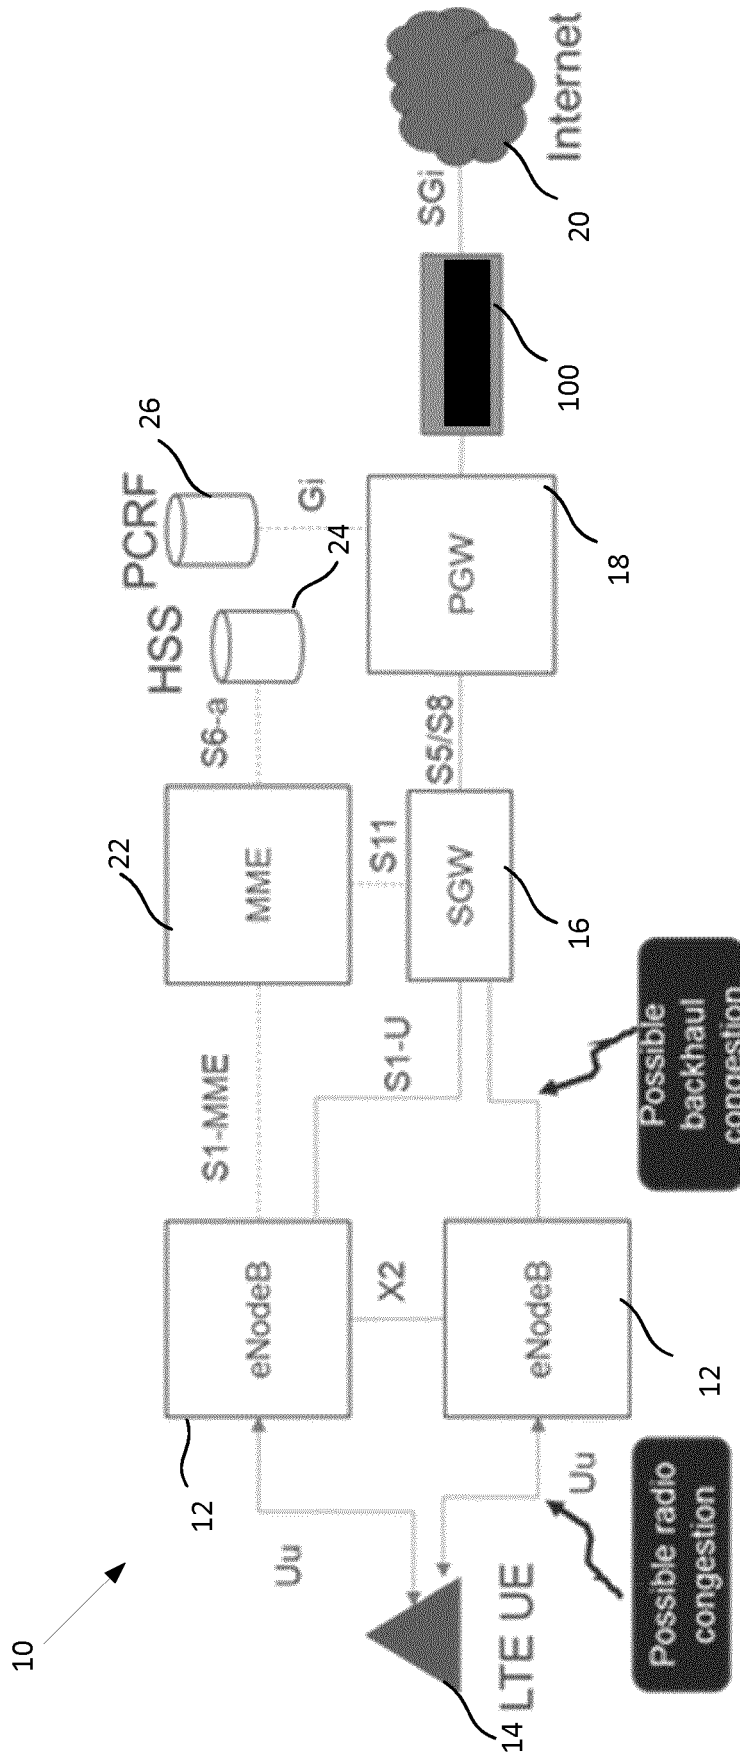 10
PCRF
26
HSS
Gi
24
S6-a
22
MME
S1-MME
S11
12
eNodeB
Uu
S1-U
X2
LTE UE
14
eNodeB
12
Uu
SGW
16
S5/S8
PGW
18
100
SGi
Internet
20
Possible radio
congestion
Possible
backhaul
congestion